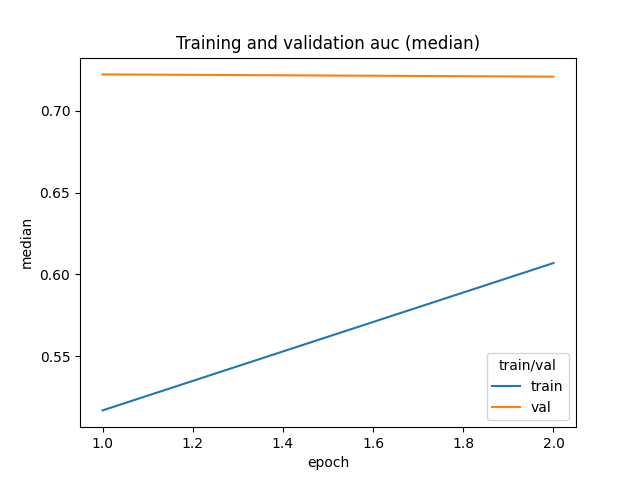 Training and validation auc (median)
median
0.70
0.65
0.60
0.55
train/val
train
val
1.0 1.2 1.4 1.6 1.8 2.0
epoch